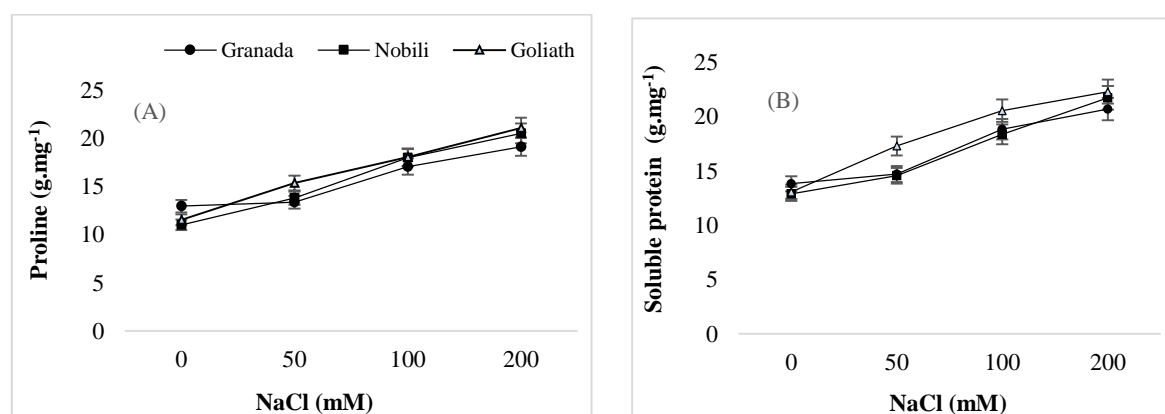 Granada Nobili Goliath
(A)
Proline (g.mg-1)
25
20
15
10
5
0
0 50 100 200
NaCl (mM)
(B)
Soluble protein (g.mg-1)
25
20
15
10
5
0
0 50 100 200
NaCl (mM)